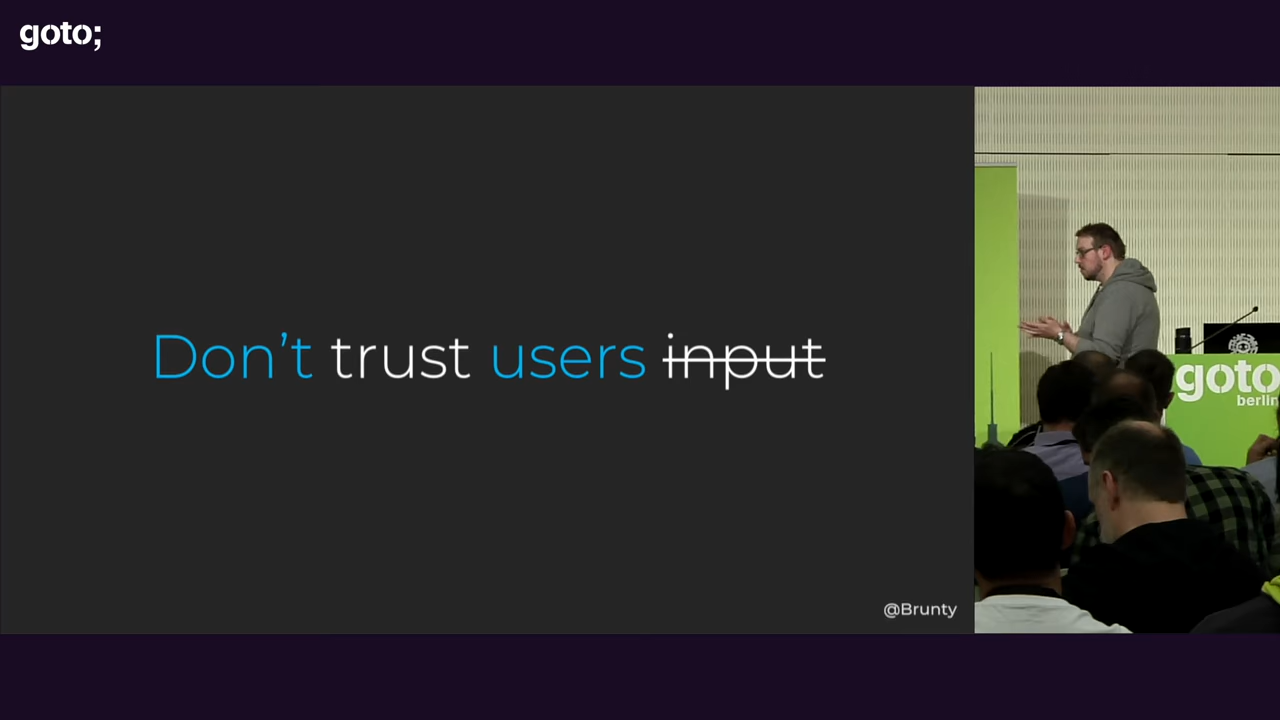 goto;
Don't trust users input
@Brunty
goto
berlin